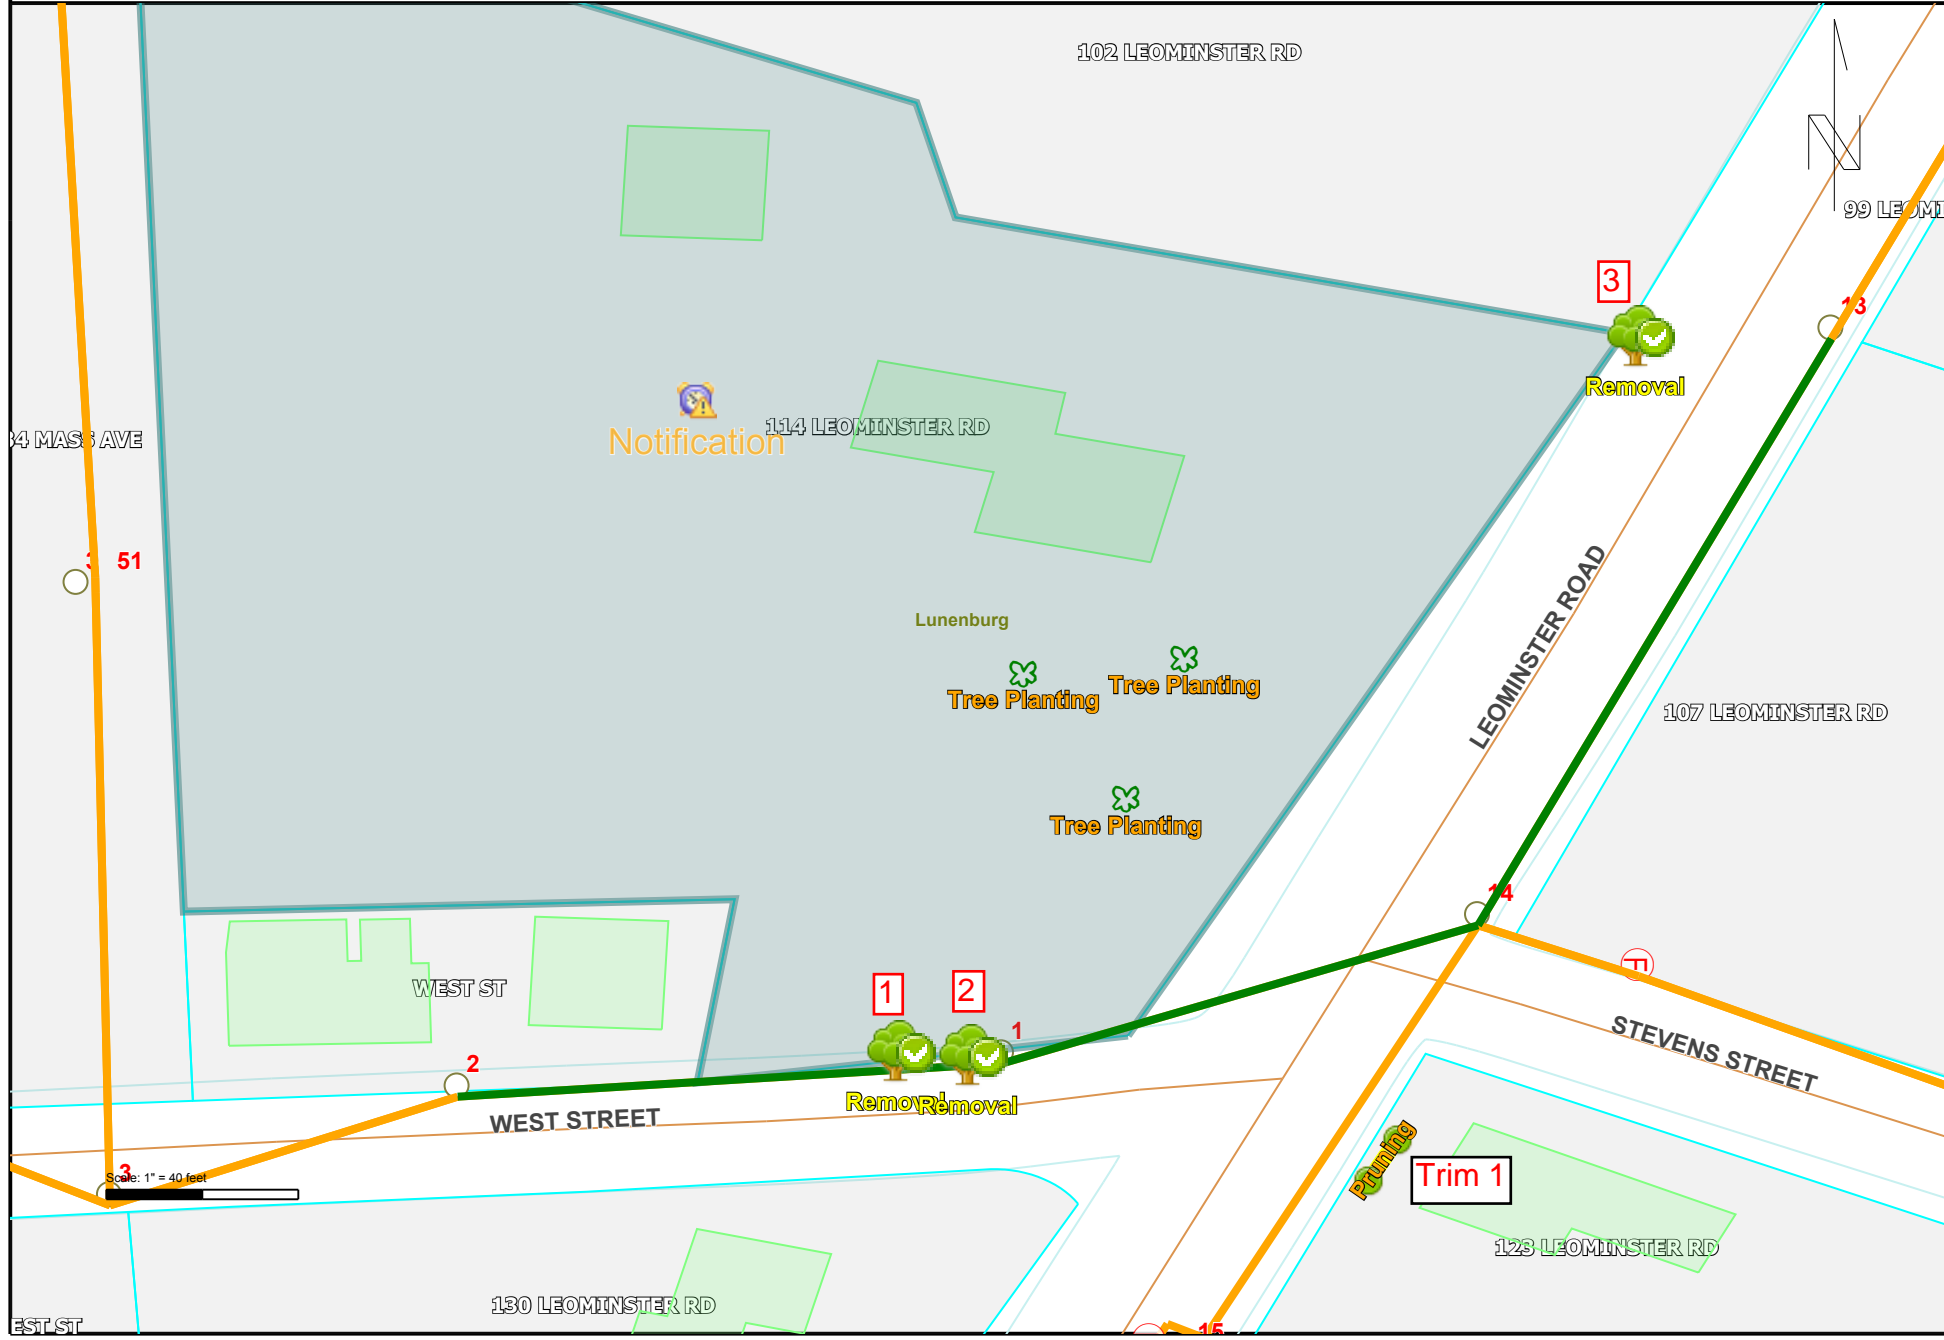 102 LEOMINSTER RD
N
99 LEOMI
3
13
Removal
114 LEOMINSTER RD
Notification
34 MASS AVE
51
LEOMINSTER ROAD
Lunenburg
Tree Planting
Tree Planting
107 LEOMINSTER RD
Tree Planting
14
F
WEST ST
1
2
1
2
STEVENS STREET
Removal
Removal
WEST STREET
Pruning
Trim 1
3
Scale: 1" = 40 feet
123 LEOMINSTER RD
130 LEOMINSTER RD
EST ST
15